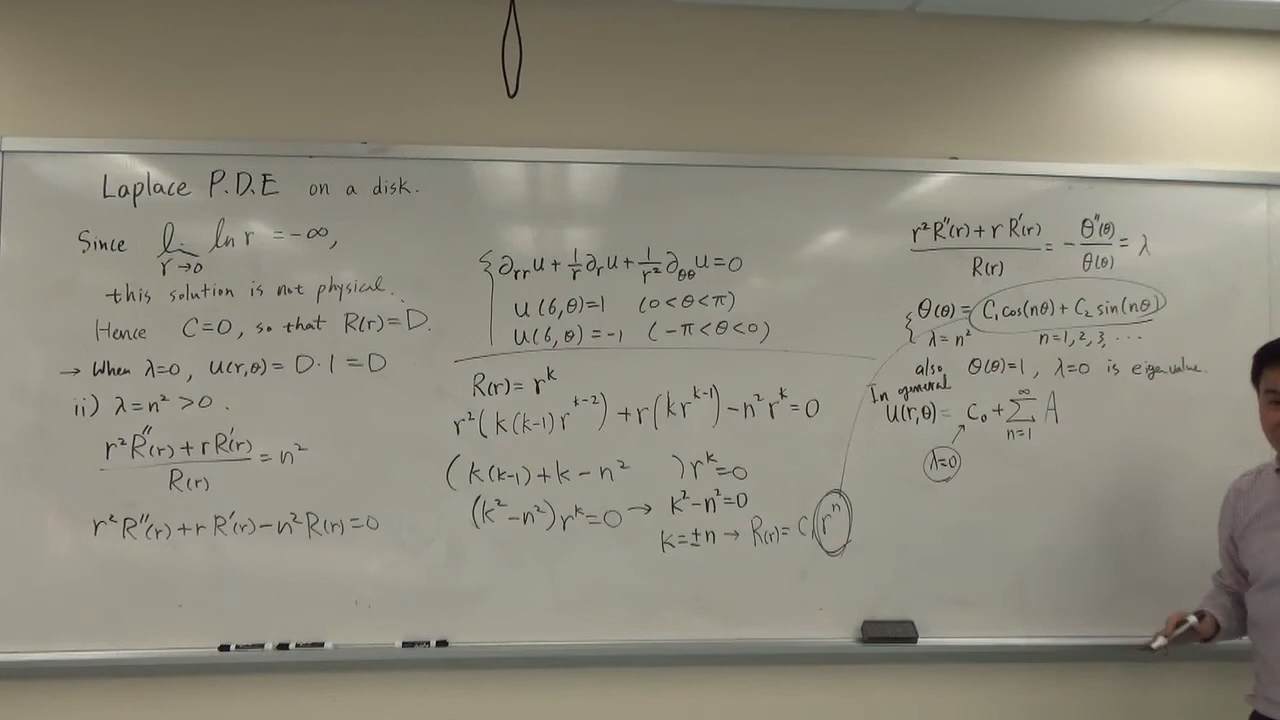 Laplace P.D.E on a disk.
Since lim r→0 ln r = -∞,
this solution is not physical.
Hence C=0, so that R(r)=D.
→ When λ=0, u(r,θ) = D·1 = D
ii) λ=n²>0.
(r²R''(r) + rR'(r))/R(r) = n²
r²R''(r) + rR'(r) - n²R(r) = 0
{ ∂rr u + 1/r ∂r u + 1/r² ∂θθ u = 0
u(6,θ)=1 (0<θ<π)
u(6,θ)=-1 (-π<θ<0)
R(r) = r^k
r²(k(k-1)r^(k-2)) + r(kr^(k-1)) - n²r^k = 0
(k(k-1)+k-n² )r^k=0
(k²-n²)r^k=0 → k²-n²=0
k=±n → R(r)= C₁r^n
(r²R''(r) + rR'(r))/R(r) = -Θ''(θ)/Θ(θ) = λ
{ Θ(θ) = C₁cos(nθ) + C₂ sin(nθ)
λ=n² n=1,2,3,···
also Θ(θ)=1, λ=0 is eigenvalue.
In general
u(r,θ) = C₀ + Σ n=1 ∞ A
λ=0